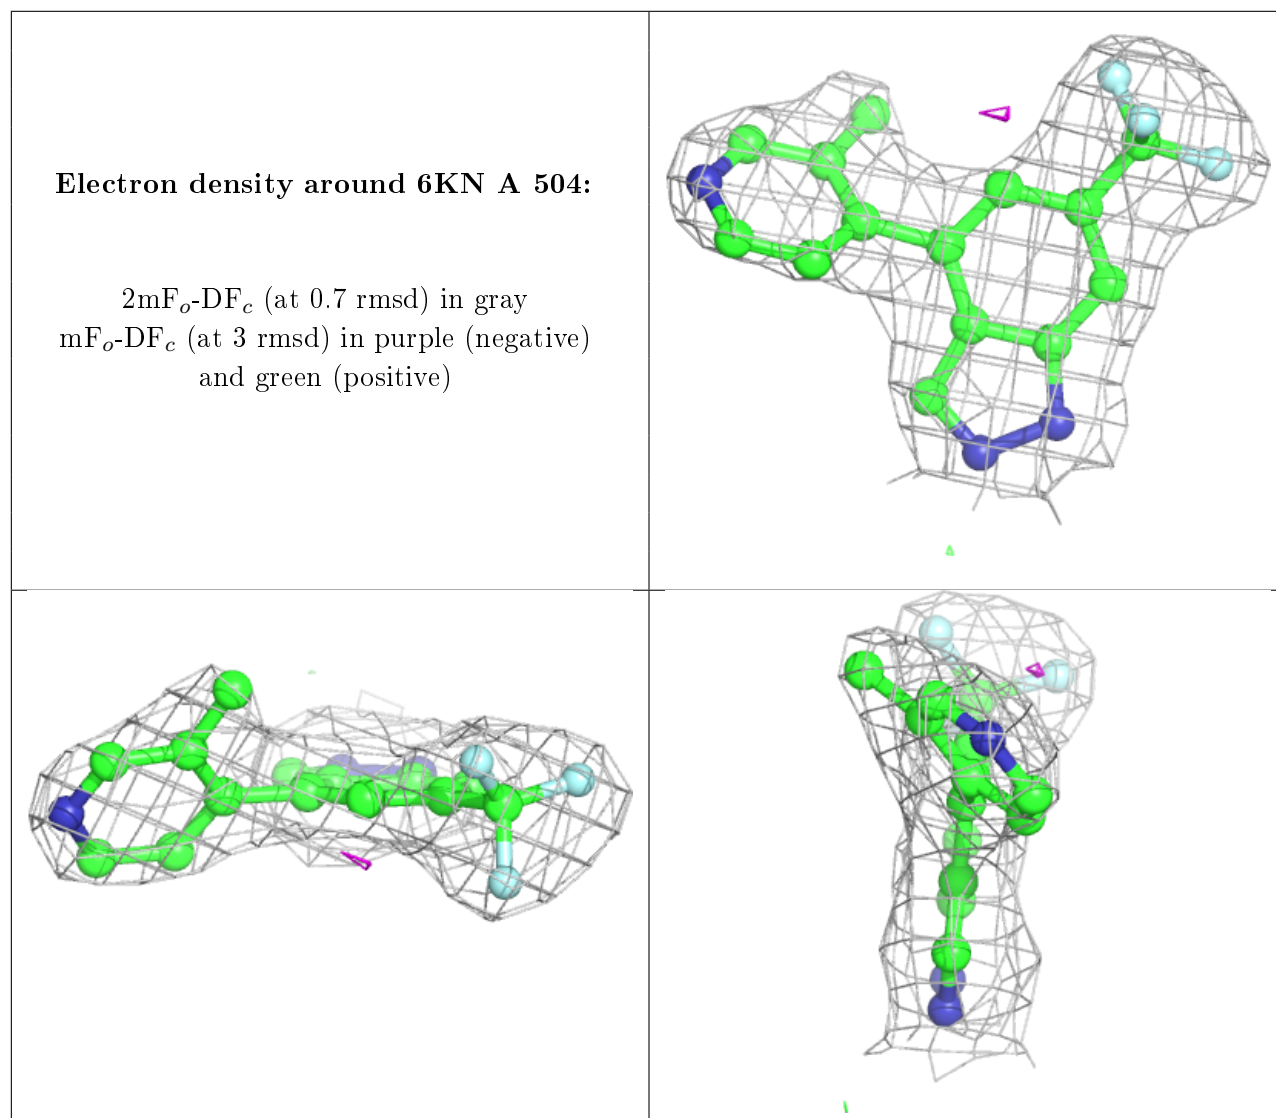 Electron density around 6KN A 504:
2mFo-DFc (at 0.7 rmsd) in gray
mFo-DFc (at 3 rmsd) in purple (negative)
and green (positive)